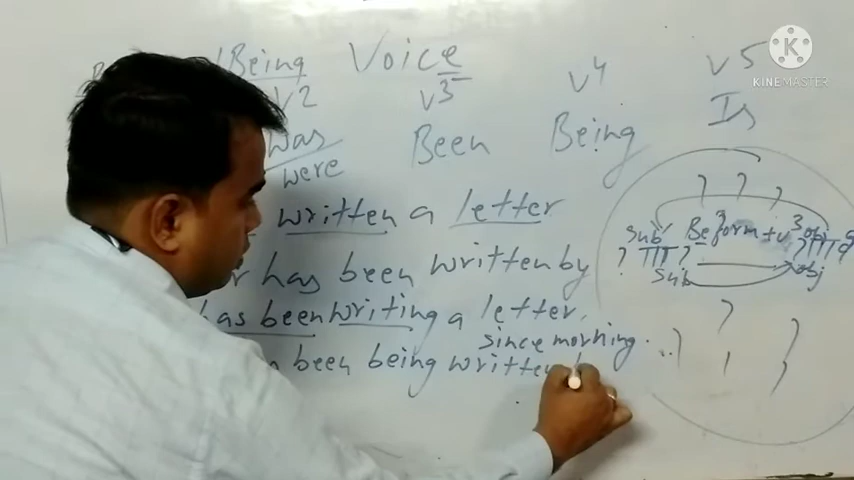 Being Voice
V2 V3 V4 V5
was Been Being Is
were
written a letter
has been written by
has been writing a letter,
since morning.
been being written
Sub Be form + V3 obj
Sub obj
KINEMASTER